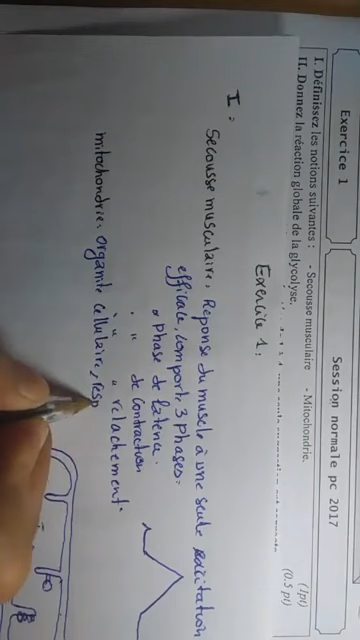 Exercice 1
Session normale pc 2017
I. Définissez les notions suivantes : - Secousse musculaire - Mitochondrie. (1pt)
II. Donnez la réaction globale de la glycolyse. (0.5 pt)
Exercice 1:
I:
Secousse musculaire, Reponse du muscle à une seule excitation
efficace, comporte 3 phases=
phase de latence.
" " de contraction
" " relachement
mitochondrie, organite cellulaire, resp